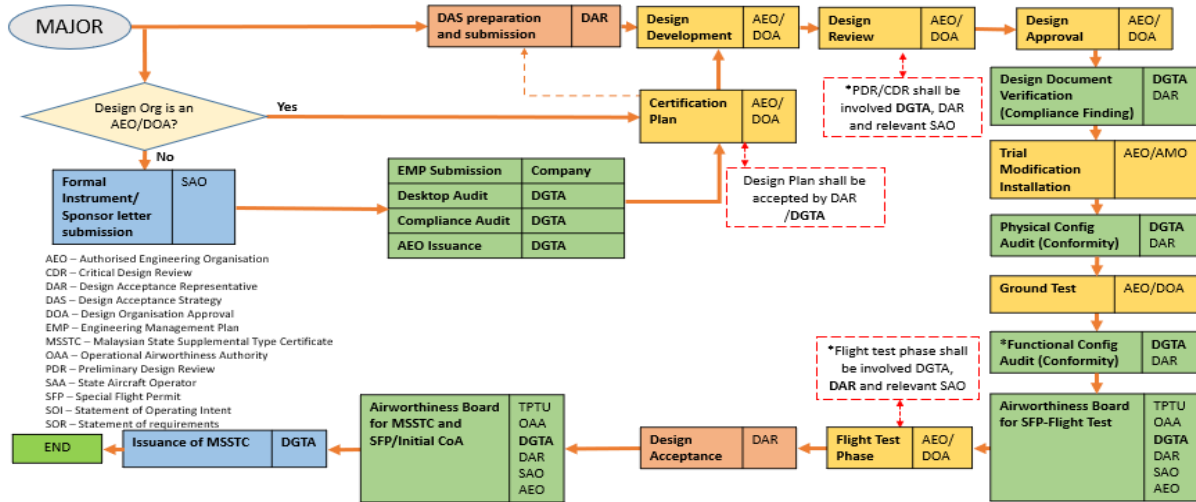 MAJOR
DAS preparation
and submission
DAR
Design
Development
AEO/
DOA
Design
Review
AEO/
DOA
Design
Approval
AEO/
DOA
Design Org is an
AEO/DOA?
Yes
No
Certification
Plan
AEO/
DOA
*PDR/CDR shall be
involved DGTA, DAR
and relevant SAO
Design Document
Verification
(Compliance Finding)
DGTA
DAR
Formal
Instrument/
Sponsor letter
submission
SAO
EMP Submission
Company
Desktop Audit
DGTA
Compliance Audit
DGTA
AEO Issuance
DGTA
Design Plan shall be
accepted by DAR
/DGTA
Trial
Modification
Installation
AEO/AMO
Physical Config
Audit (Conformity)
DGTA
DAR
Ground Test
AEO/DOA
*Functional Config
Audit (Conformity)
DGTA
DAR
AEO – Authorised Engineering Organisation
CDR – Critical Design Review
DAR – Design Acceptance Representative
DAS – Design Acceptance Strategy
DOA – Design Organisation Approval
EMP – Engineering Management Plan
MSSTC – Malaysian State Supplemental Type Certificate
OAA – Operational Airworthiness Authority
PDR – Preliminary Design Review
SAA – State Aircraft Operator
SFP – Special Flight Permit
SOI – Statement of Operating Intent
SOR – Statement of requirements
*Flight test phase shall
be involved DGTA,
DAR and relevant SAO
Airworthiness Board
for SFP-Flight Test
TPTU
OAA
DGTA
DAR
SAO
AEO
Flight Test
Phase
AEO/
DOA
Design
Acceptance
DAR
Airworthiness Board
for MSSTC and
SFP/Initial CoA
TPTU
OAA
DGTA
DAR
SAO
AEO
Issuance of MSSTC
DGTA
END